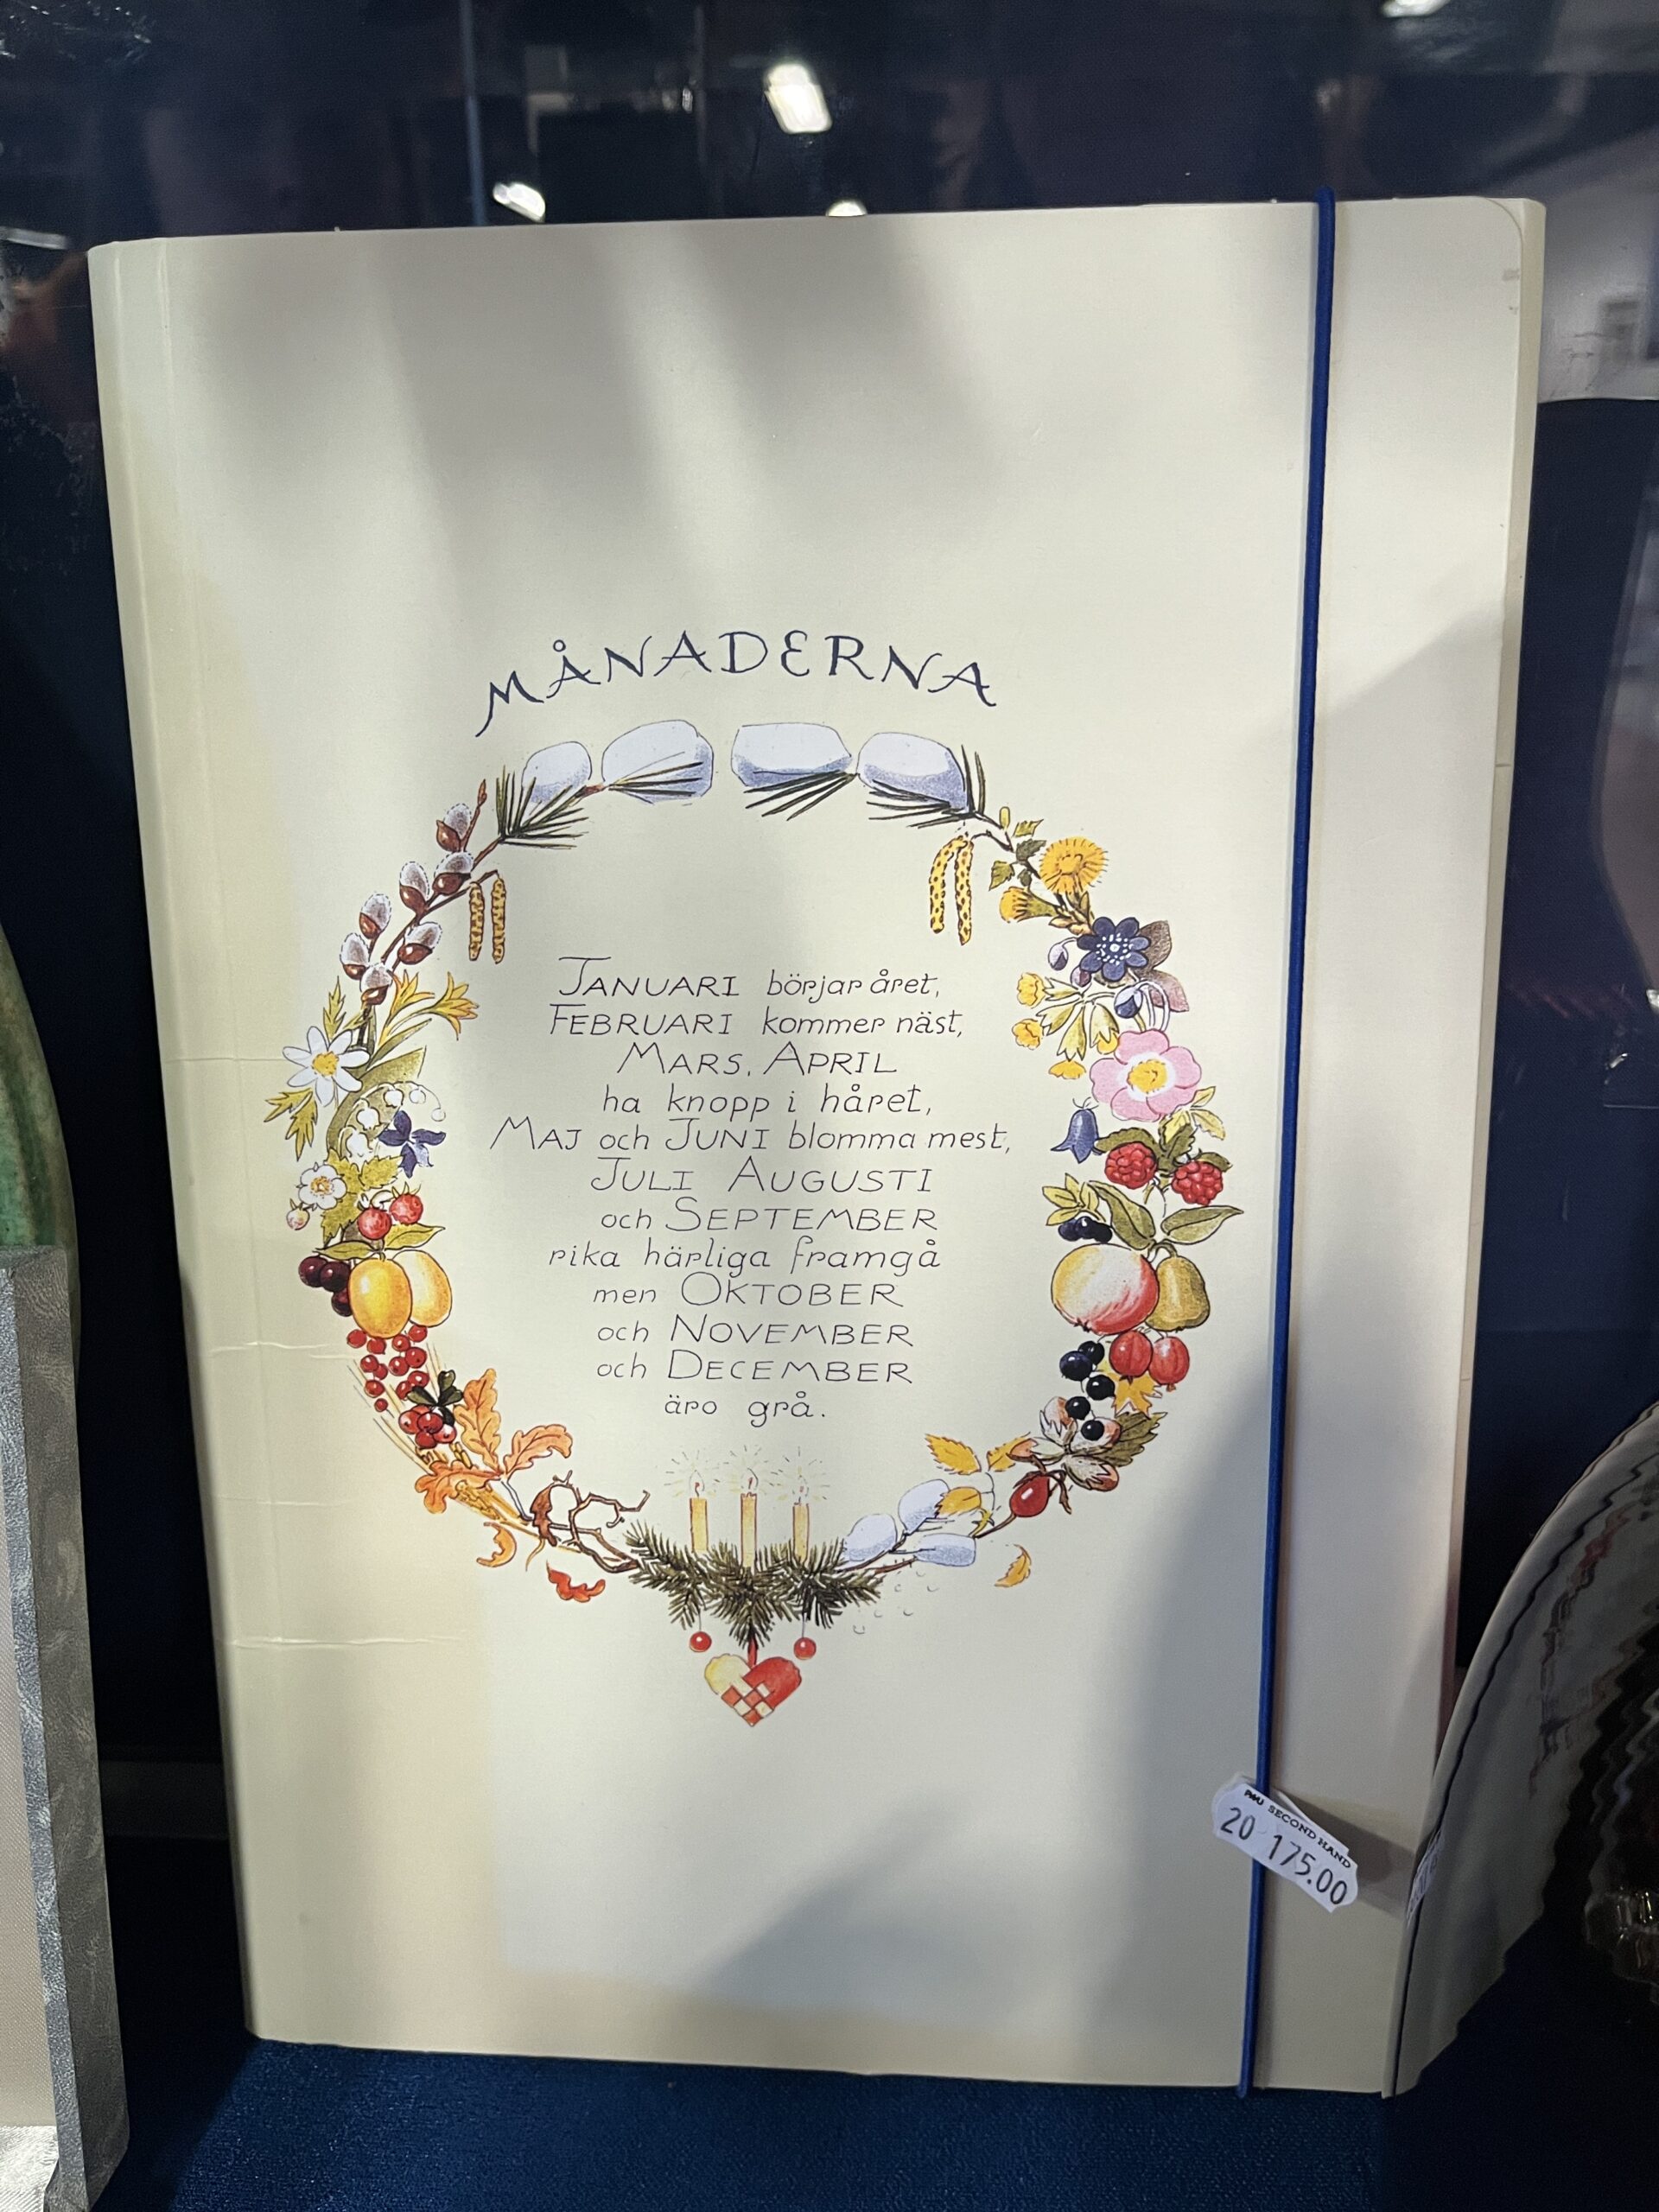 MÅNADERNA
JANUARI börjar året,
FEBRUARI kommer näst,
MARS, APRIL
ha knopp i håret,
MAJ och JUNI blomma mest,
JULI AUGUSTI
och SEPTEMBER
rika härliga framgå
men OKTOBER
och NOVEMBER
och DECEMBER
äro grå.
SECOND HAND
20 175.00